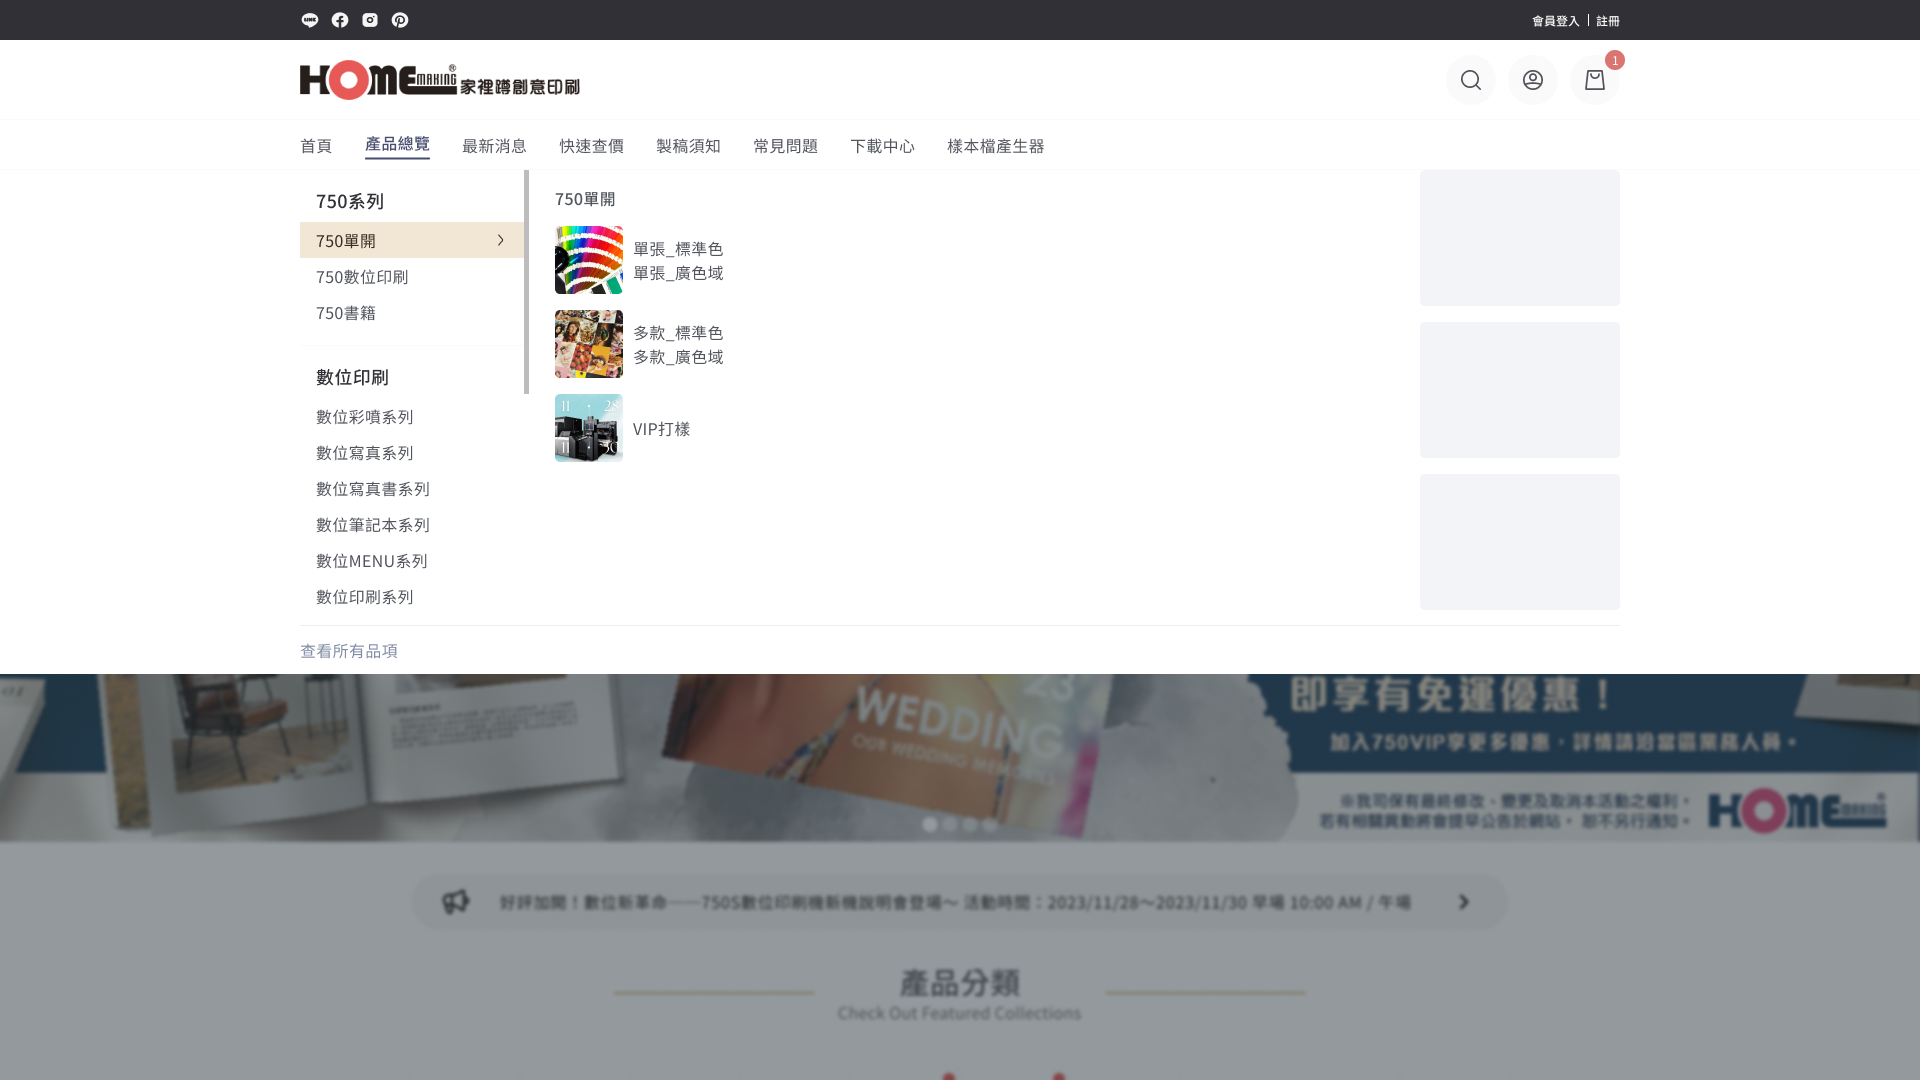 會員登入 | 註冊
HOME MAKING ® 家裡蹲創意印刷
1
首頁 產品總覽 最新消息 快速查價 製稿須知 常見問題 下載中心 樣本檔產生器
750系列
750單開
750數位印刷
750書籍
數位印刷
數位彩噴系列
數位寫真系列
數位寫真書系列
數位筆記本系列
數位MENU系列
數位印刷系列
750單開
單張_標準色
單張_廣色域
多款_標準色
多款_廣色域
11 · 28
11 · 30
VIP打樣
查看所有品項
23
WEDDING
OUR WEDDING MEMORIES
即享有免運優惠！
加入750VIP享更多優惠，詳情請洽當區業務人員。
※我司保有最終修改、變更及取消本活動之權利，
若有相關異動將會提早公告於網站， 恕不另行通知。
HOME MAKING ®
好評加開！數位新革命──750S數位印刷機新機說明會登場～ 活動時間：2023/11/28～2023/11/30 早場 10:00 AM / 午場
產品分類
Check Out Featured Collections